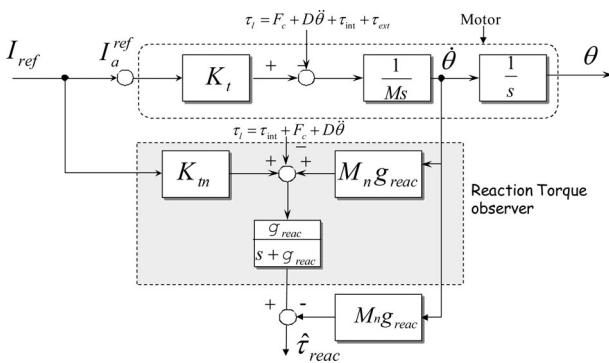 τ_l = F_c + Dθ̈ + τ_int + τ_ext
Motor
I_ref
I_a^ref
K_t
+
-
1/Ms
θ̇
1/s
θ
τ_l = τ_int + F_c + Dθ̈
-
+
+
K_tn
M_n g_reac
Reaction Torque
observer
g_reac/s + g_reac
+
-
M_n g_reac
τ̂_reac